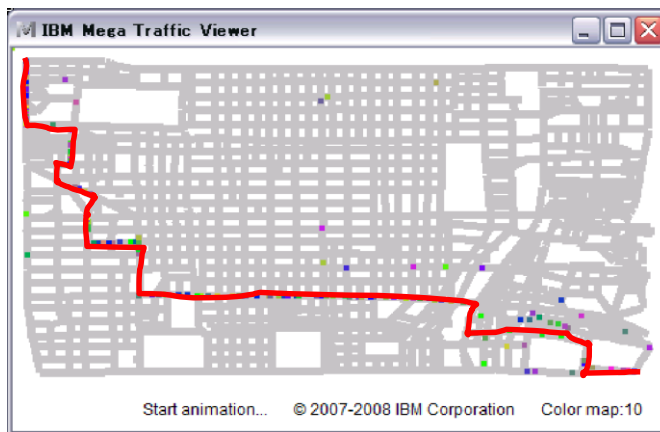 IBM Mega Traffic Viewer
Start animation... © 2007-2008 IBM Corporation Color map:10